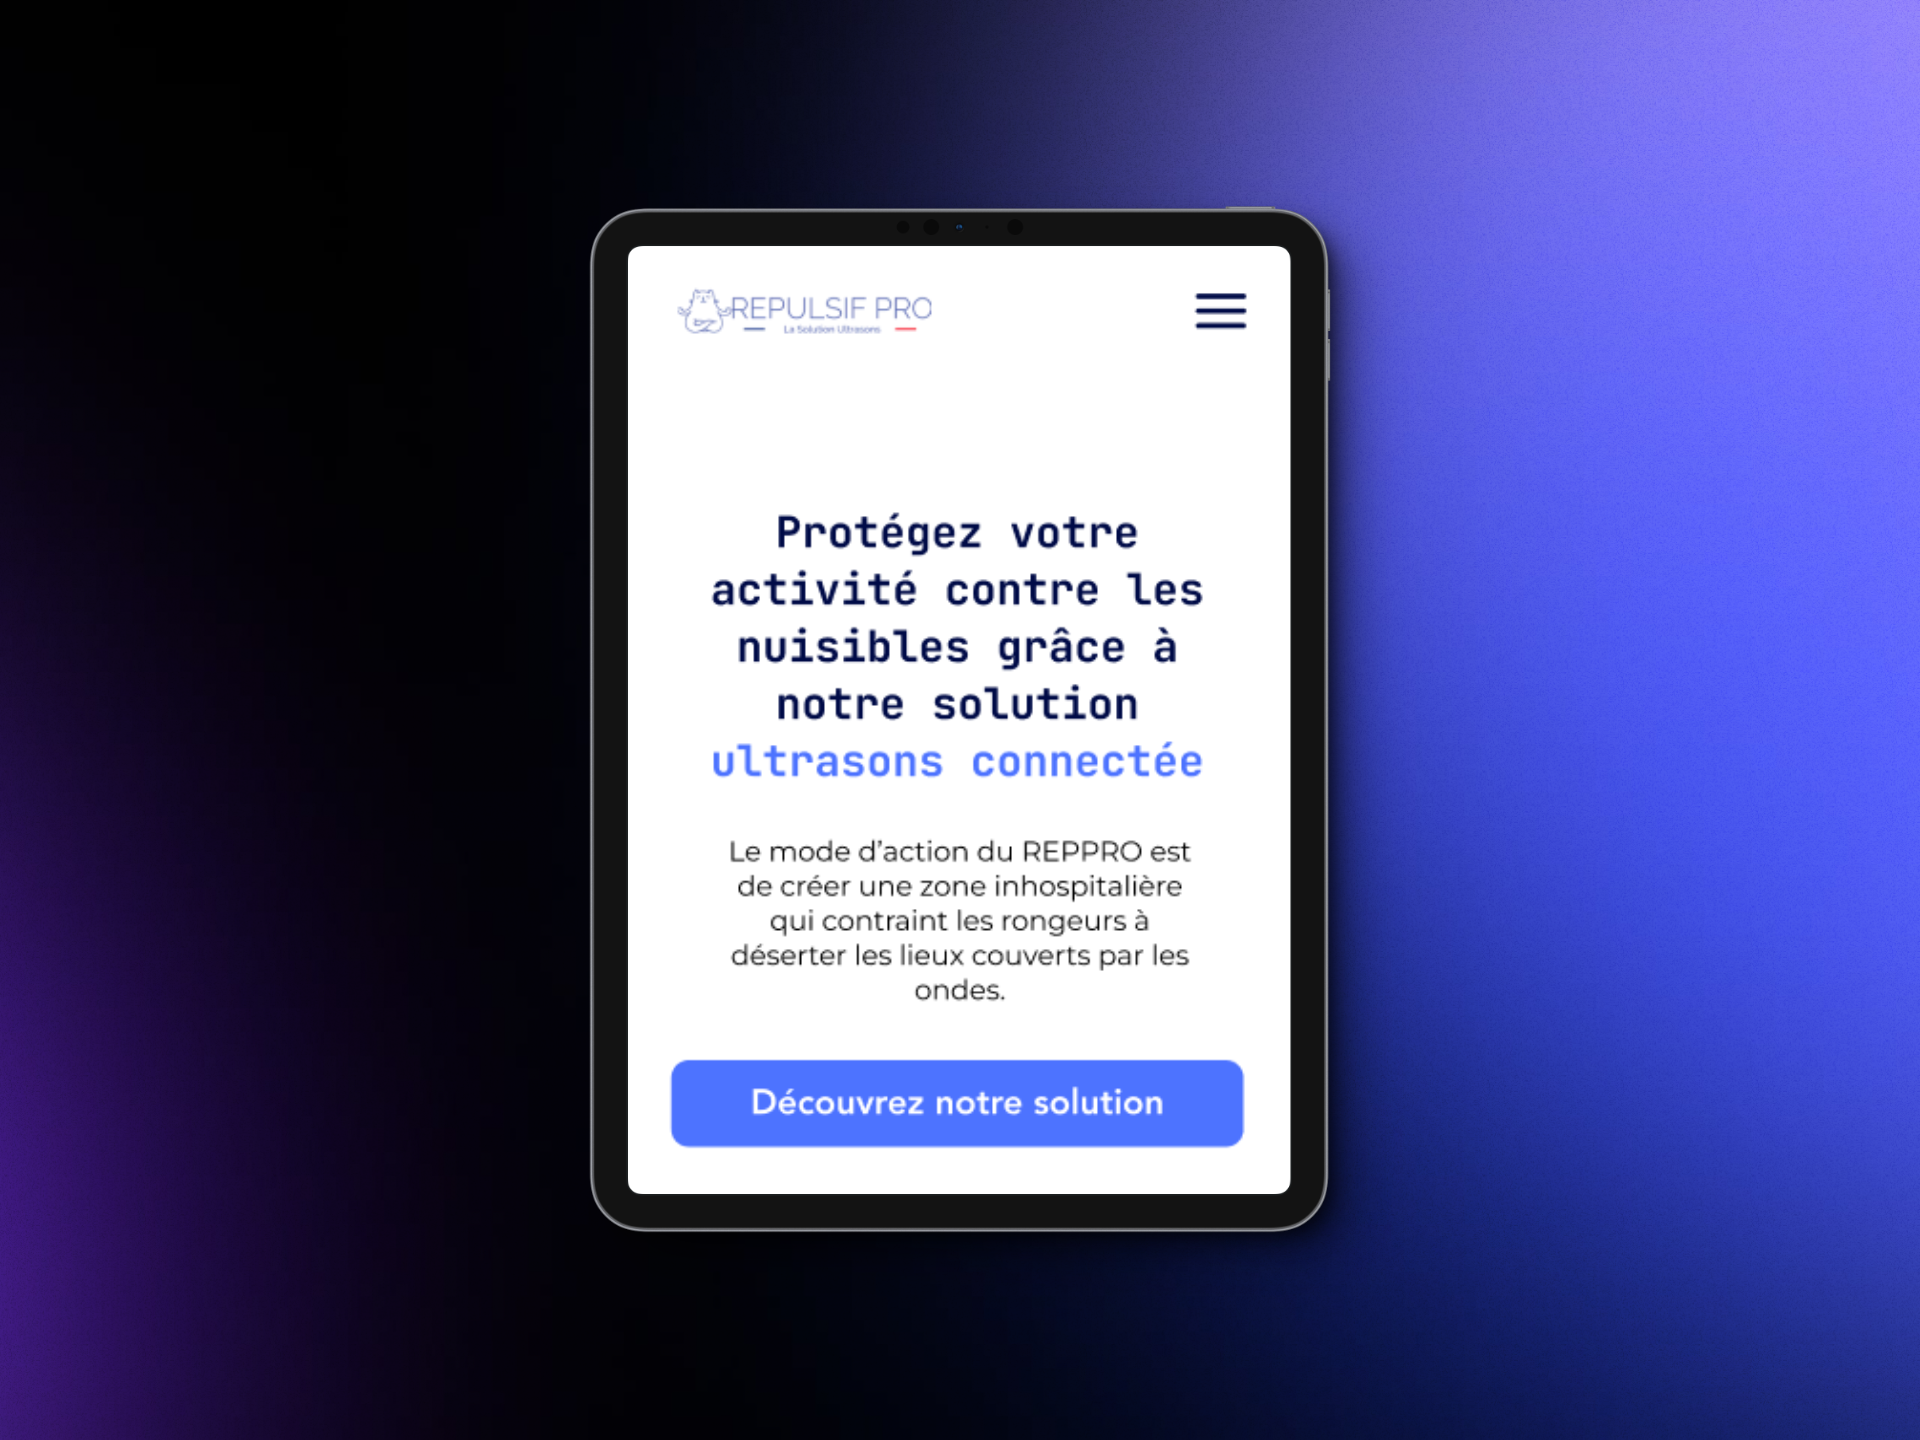 REPULSIF PRO
La Solution Ultrasons
Protégez votre
activité contre les
nuisibles grâce à
notre solution
ultrasons connectée
Le mode d’action du REPPRO est
de créer une zone inhospitalière
qui contraint les rongeurs à
déserter les lieux couverts par les
ondes.
Découvrez notre solution